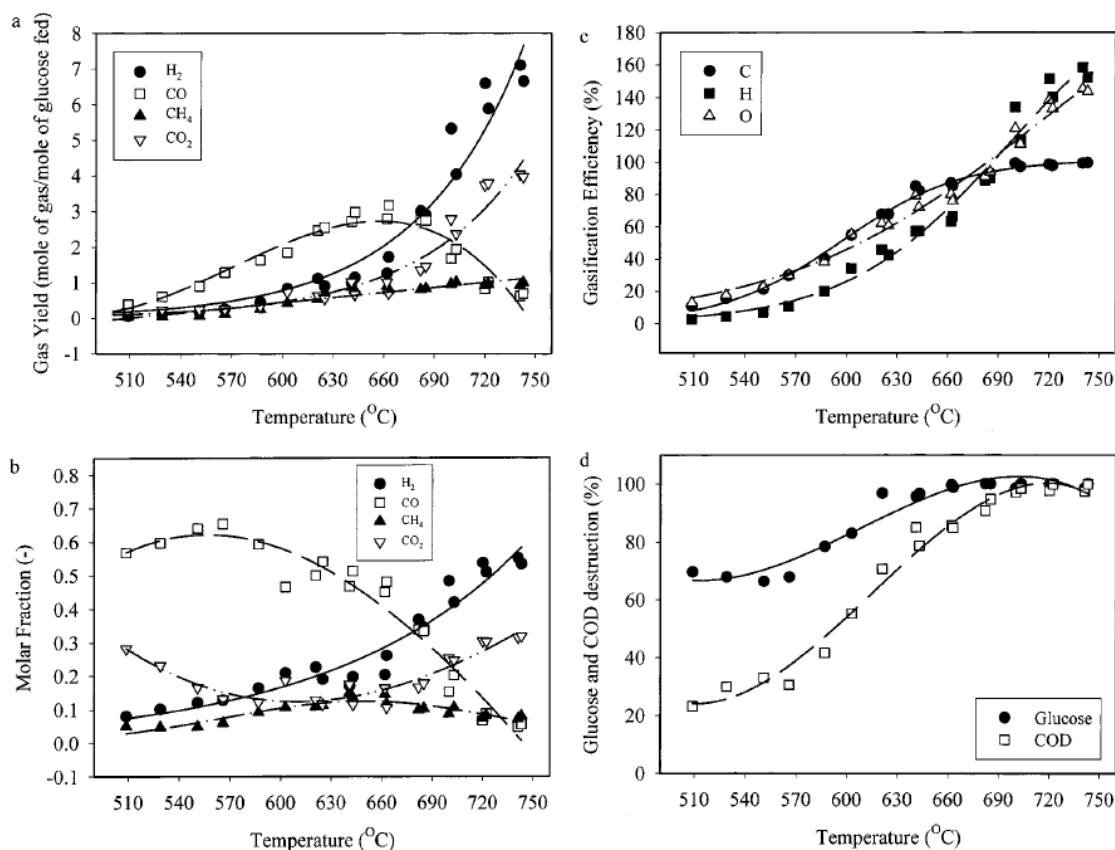 a
Gas Yield (mole of gas/mole of glucose fed)
8
7
6
5
4
3
2
1
0
-1
H₂
CO
CH₄
CO₂
510 540 570 600 630 660 690 720 750
Temperature (°C)
c
Gasification Efficiency (%)
180
160
140
120
100
80
60
40
20
0
C
H
O
510 540 570 600 630 660 690 720 750
Temperature (°C)
b
Molar Fraction (-)
0.8
0.7
0.6
0.5
0.4
0.3
0.2
0.1
0.0
-0.1
H₂
CO
CH₄
CO₂
510 540 570 600 630 660 690 720 750
Temperature (°C)
d
Glucose and COD destruction (%)
100
80
60
40
20
0
Glucose
COD
510 540 570 600 630 660 690 720 750
Temperature (°C)